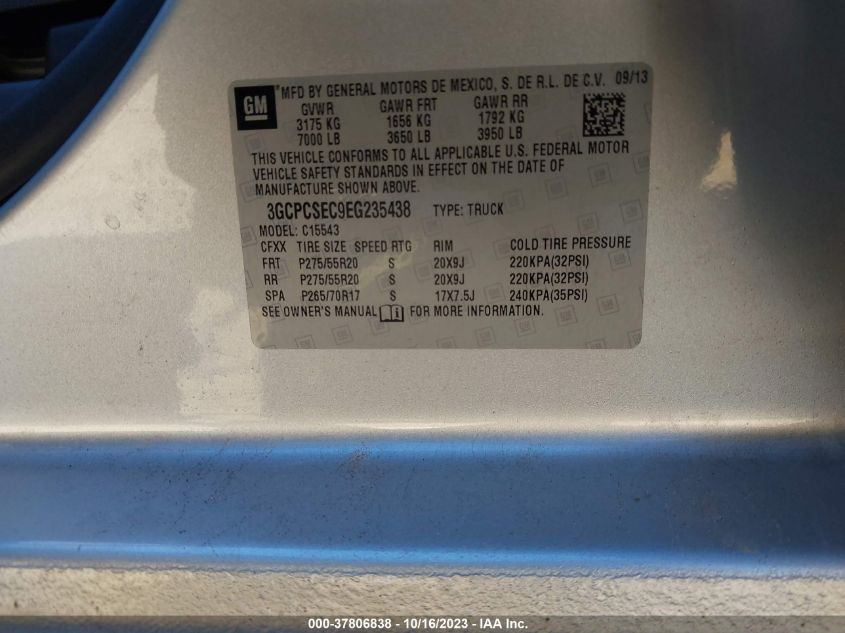 GM
*MFD BY GENERAL MOTORS DE MEXICO, S. DE R.L. DE C.V. 09/13
GVWR GAWR FRT GAWR RR
3175 KG 1656 KG 1792 KG
7000 LB 3650 LB 3950 LB
THIS VEHICLE CONFORMS TO ALL APPLICABLE U.S. FEDERAL MOTOR
VEHICLE SAFETY STANDARDS IN EFFECT ON THE DATE OF
MANUFACTURE SHOWN ABOVE.
3GCPCSEC9EG235438 TYPE: TRUCK
MODEL: C15543
CFXX TIRE SIZE SPEED RTG RIM COLD TIRE PRESSURE
FRT P275/55R20 S 20X9J 220KPA(32PSI)
RR P275/55R20 S 20X9J 220KPA(32PSI)
SPA P265/70R17 S 17X7.5J 240KPA(35PSI)
SEE OWNER'S MANUAL i FOR MORE INFORMATION.
000-37806838 - 10/16/2023 - IAA Inc.